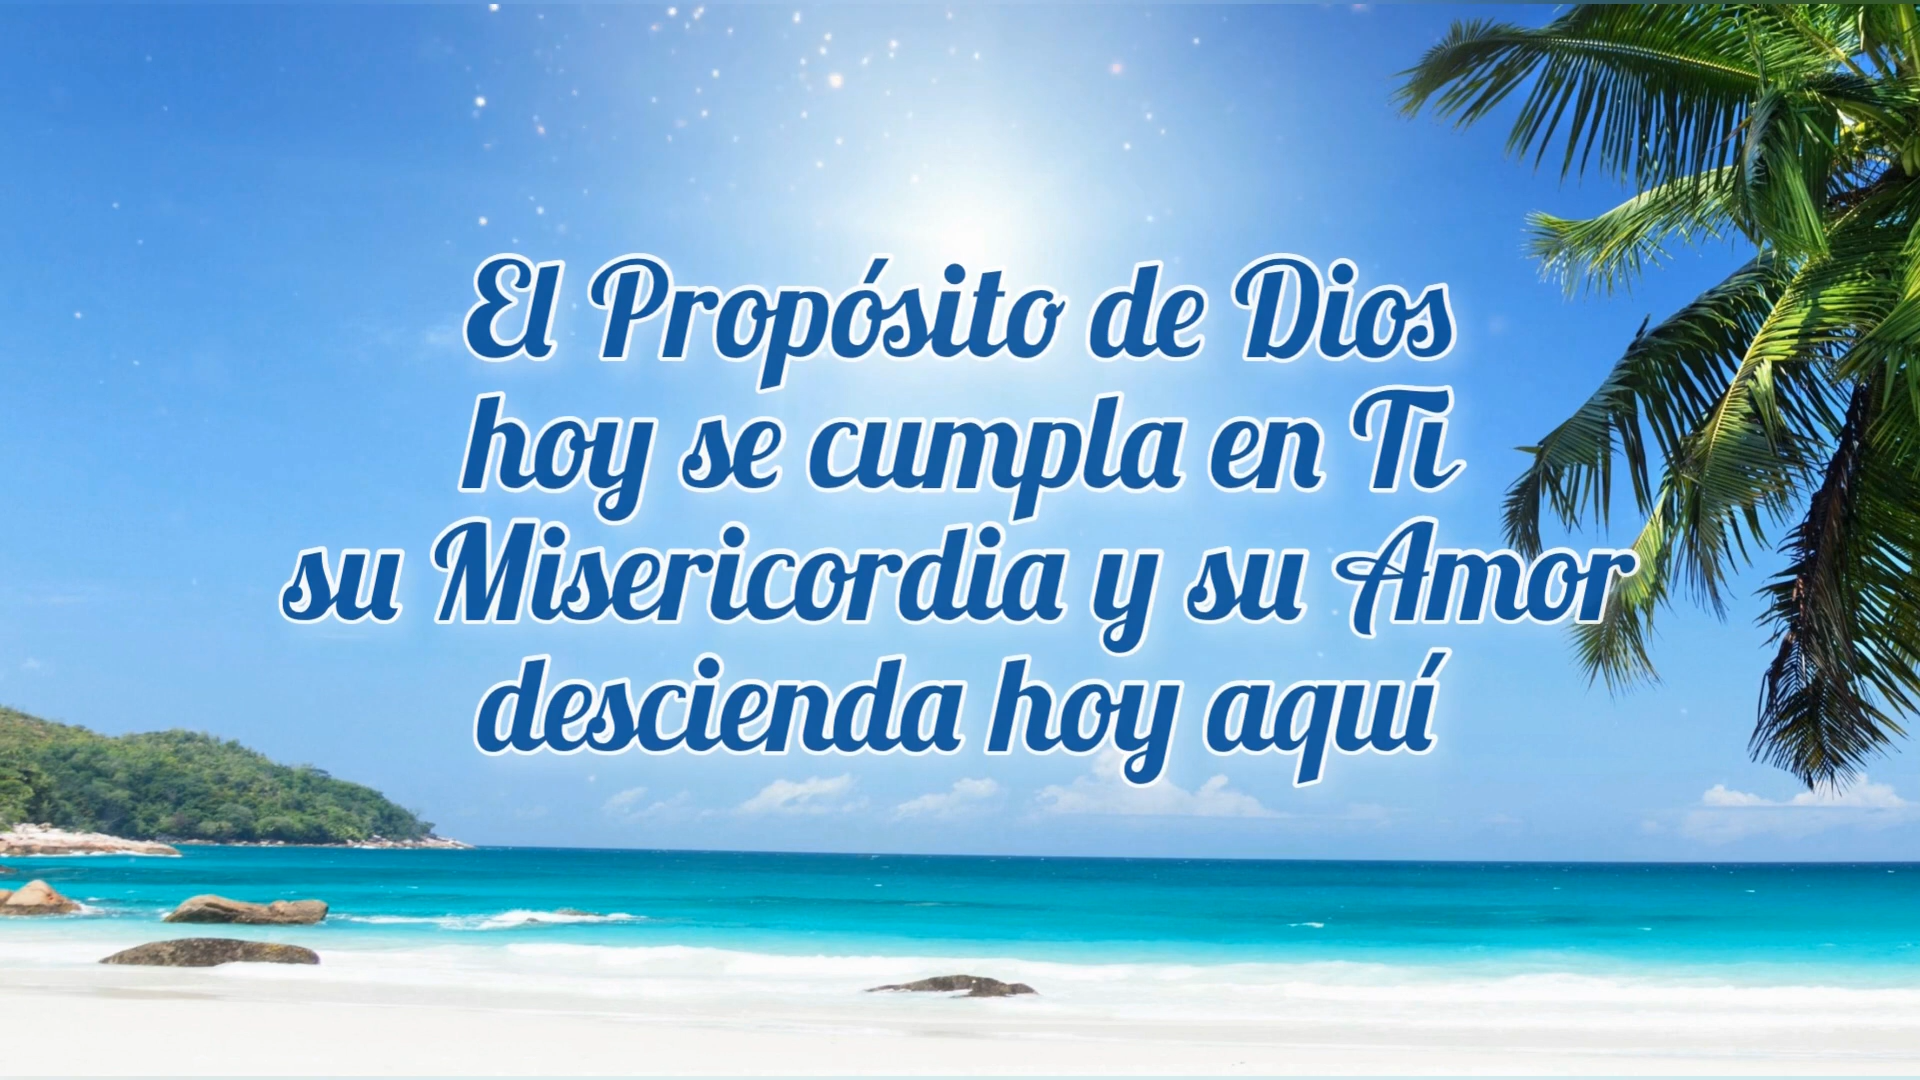 El Propósito de Dios
hoy se cumpla en Ti
su Misericordia y su Amor
descienda hoy aquí